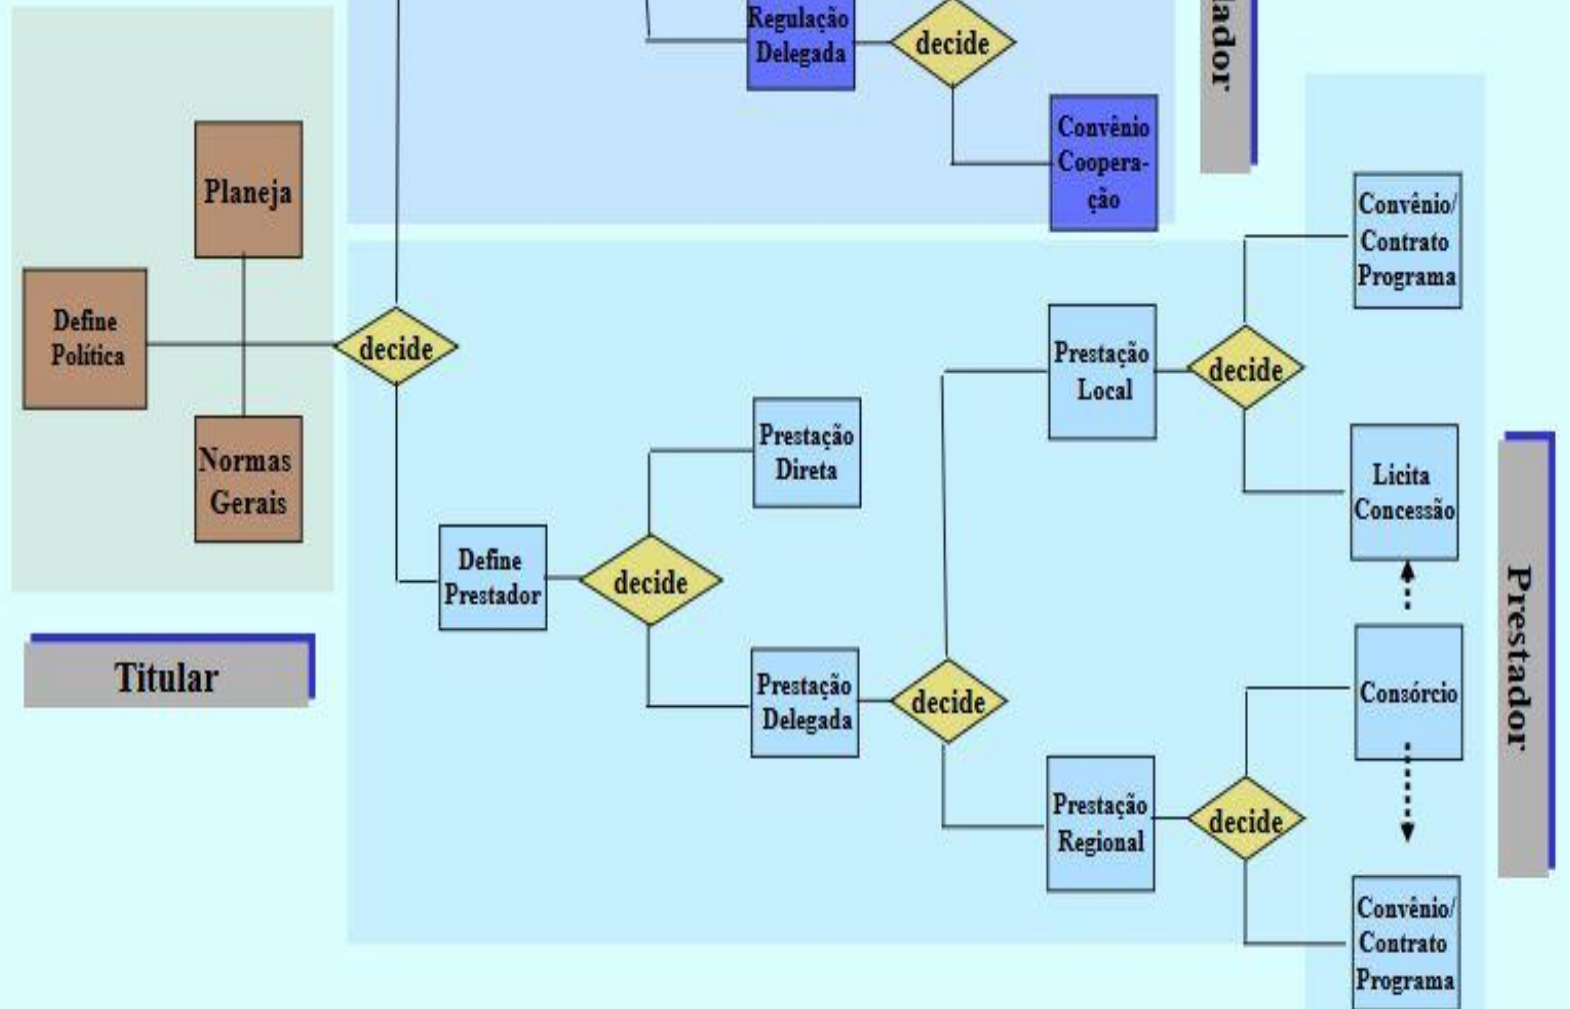 Regulação
Delegada
decide
Convênio
Coopera-
ção
Planeja
Define
Política
Normas
Gerais
decide
Titular
Define
Prestador
decide
Prestação
Direta
Prestação
Delegada
decide
Prestação
Local
decide
Convênio/
Contrato
Programa
Licita
Concessão
Consórcio
Prestação
Regional
decide
Convênio/
Contrato
Programa
Prestador